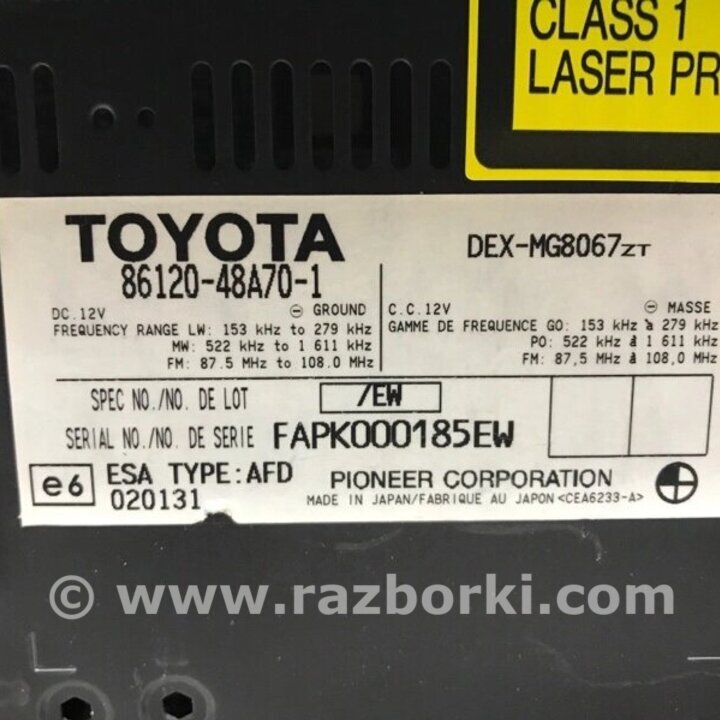 CLASS 1
LASER PR
TOYOTA
86120-48A70-1
DEX-MG8067ZT
DC.12V ⊖ GROUND
FREQUENCY RANGE LW: 153 kHz to 279 kHz
MW: 522 kHz to 1 611 kHz
FM: 87.5 MHz to 108.0 MHz
C.C.12V ⊖ MASSE
GAMME DE FREQUENCE GO: 153 kHz à 279 kHz
PO: 522 kHz à 1 611 kHz
FM: 87,5 MHz à 108,0 MHz
SPEC NO./NO. DE LOT /EW
SERIAL NO./NO. DE SERIE FAPK000185EW
e6 ESA TYPE:AFD
020131
PIONEER CORPORATION
MADE IN JAPAN/FABRIQUE AU JAPON <CEA6233-A>
© www.razborki.com